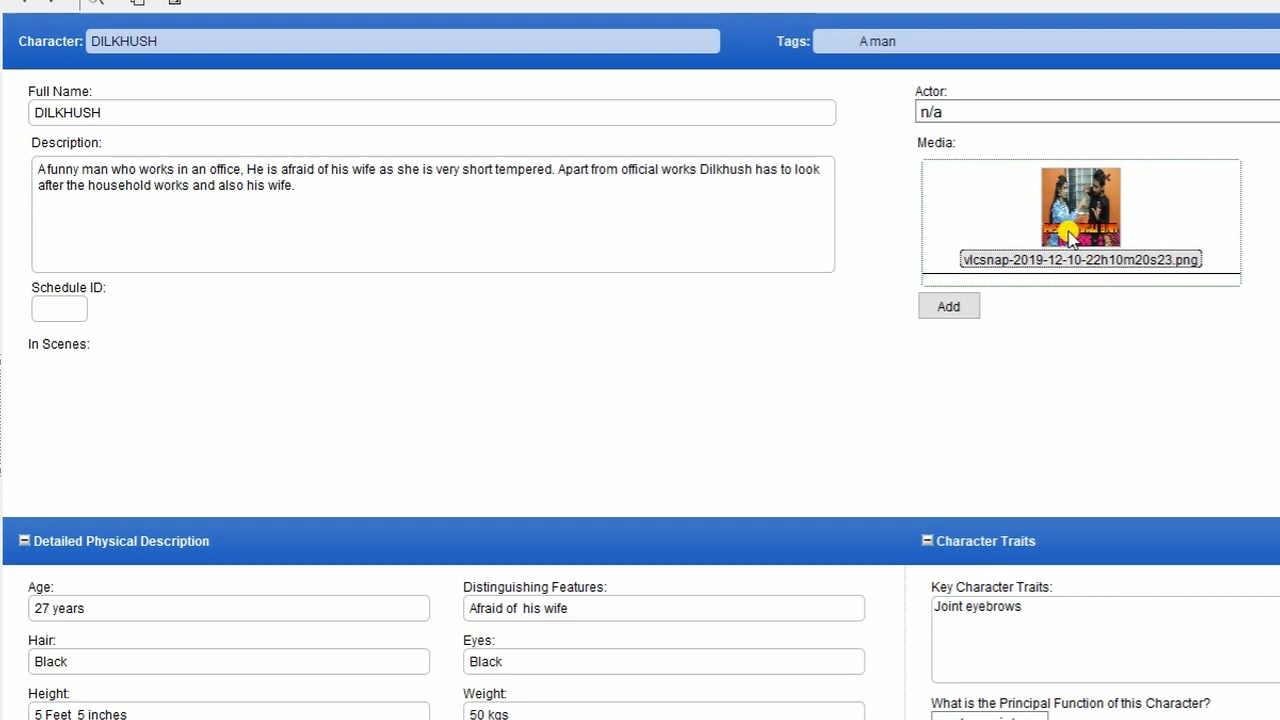 Character: DILKHUSH
Tags: A man
Full Name:
DILKHUSH
Actor:
n/a
Description:
A funny man who works in an office, He is afraid of his wife as she is very short tempered. Apart from official works Dilkhush has to look
after the household works and also his wife.
Media:
vlcsnap-2019-12-10-22h10m20s23.png
Add
Schedule ID:
In Scenes:
Detailed Physical Description
Character Traits
Age:
27 years
Distinguishing Features:
Afraid of his wife
Key Character Traits:
Joint eyebrows
Hair:
Black
Eyes:
Black
Height:
5 Feet 5 inches
Weight:
50 kgs
What is the Principal Function of this Character?